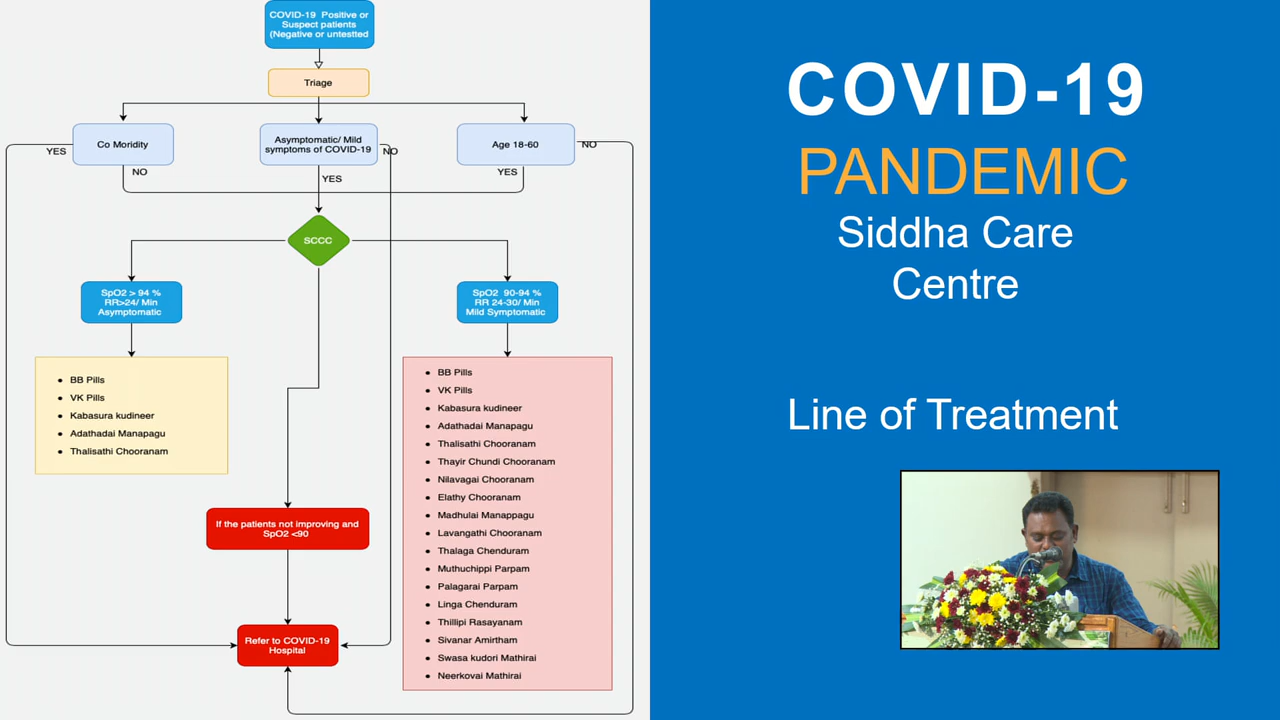 COVID-19 Positive or
Suspect patients
(Negative or untestted
Triage
Co Moridity
Asymptomatic/ Mild
symptoms of COVID-19
Age 18-60
YES
NO
NO
YES
NO
YES
SCCC
SpO2 > 94 %
RR>24/ Min
Asymptomatic
SpO2 90-94 %
RR 24-30/ Min
Mild Symptomatic
• BB Pills
• VK Pills
• Kabasura kudineer
• Adathadai Manapagu
• Thalisathi Chooranam
• BB Pills
• VK Pills
• Kabasura kudineer
• Adathadai Manapagu
• Thalisathi Chooranam
• Thayir Chundi Chooranam
• Nilavagai Chooranam
• Elathy Chooranam
• Madhulai Manappagu
• Lavangathi Chooranam
• Thalaga Chenduram
• Muthuchippi Parpam
• Palagarai Parpam
• Linga Chenduram
• Thillipi Rasayanam
• Sivanar Amirtham
• Swasa kudori Mathirai
• Neerkovai Mathirai
If the patients not improving and
SpO2 <90
Refer to COVID-19
Hospital
COVID-19
PANDEMIC
Siddha Care
Centre
Line of Treatment